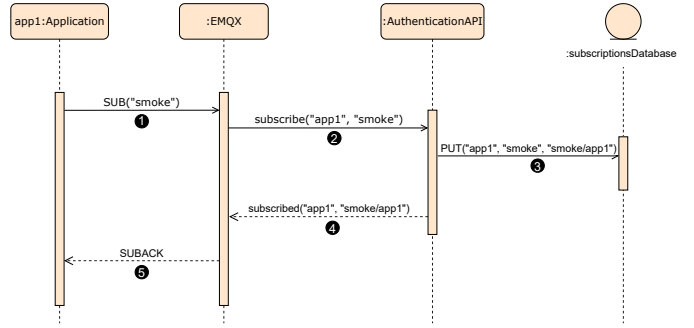 app1:Application
:EMQX
:AuthenticationAPI
:subscriptionsDatabase
SUB("smoke")
1
subscribe("app1", "smoke")
2
PUT("app1", "smoke", "smoke/app1")
3
subscribed("app1", "smoke/app1")
4
SUBACK
5